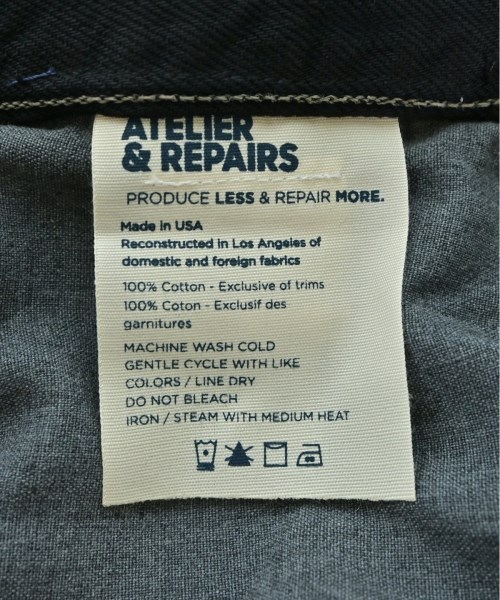 ATELIER
& REPAIRS
PRODUCE LESS & REPAIR MORE.
Made in USA
Reconstructed in Los Angeles of
domestic and foreign fabrics
100% Cotton - Exclusive of trims
100% Coton - Exclusif des
garnitures
MACHINE WASH COLD
GENTLE CYCLE WITH LIKE
COLORS / LINE DRY
DO NOT BLEACH
IRON / STEAM WITH MEDIUM HEAT